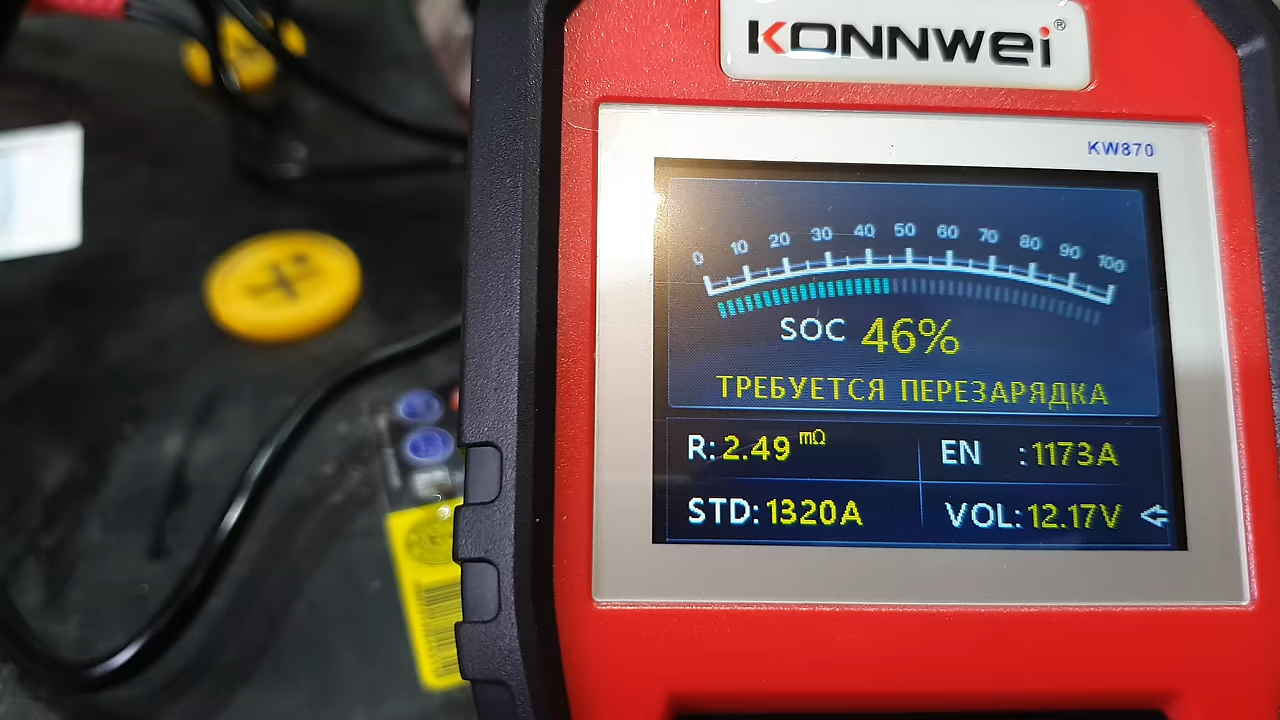 KONNWEI®
KW870
0 10 20 30 40 50 60 70 80 90 100
SOC 46%
ТРЕБУЕТСЯ ПЕРЕЗАРЯДКА
R: 2.49 mΩ
EN : 1173A
STD: 1320A
VOL: 12.17V